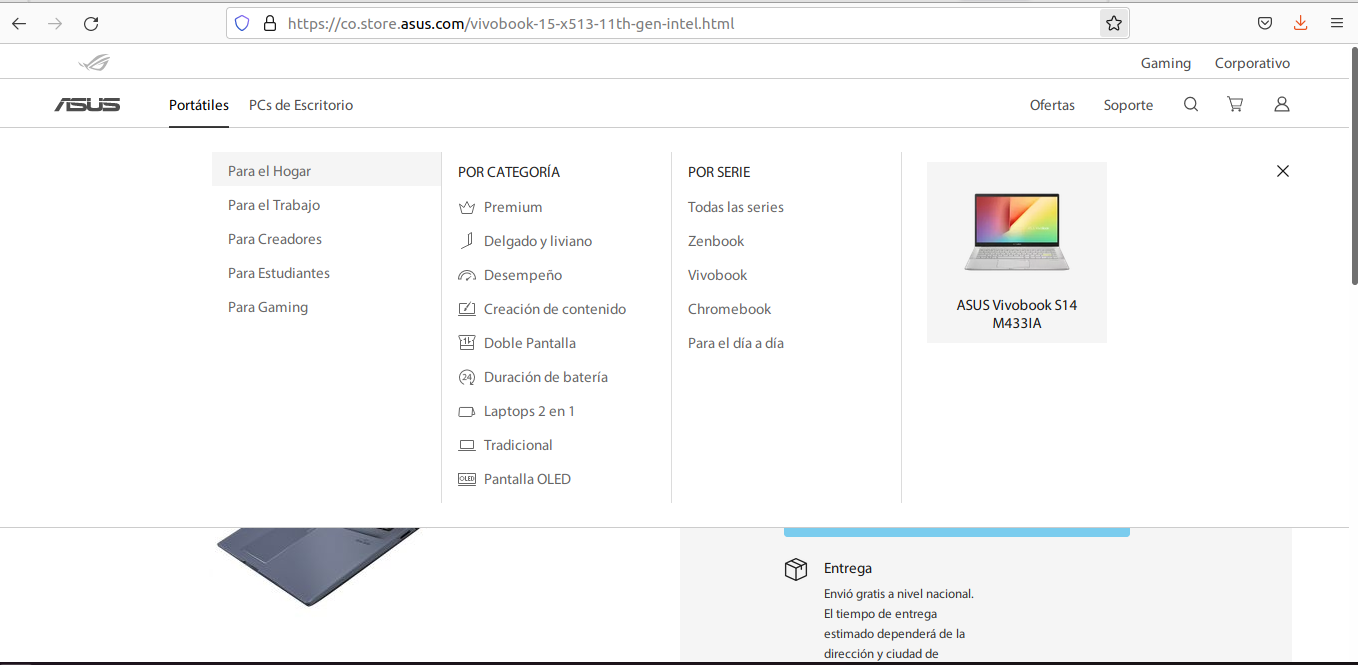 https://co.store.asus.com/vivobook-15-x513-11th-gen-intel.html
Gaming
Corporativo
ASUS
Portátiles
PCs de Escritorio
Ofertas
Soporte
Para el Hogar
Para el Trabajo
Para Creadores
Para Estudiantes
Para Gaming
POR CATEGORÍA
Premium
Delgado y liviano
Desempeño
Creación de contenido
Doble Pantalla
24
Duración de batería
Laptops 2 en 1
Tradicional
OLED
Pantalla OLED
POR SERIE
Todas las series
Zenbook
Vivobook
Chromebook
Para el día a día
ASUS Vivobook S14
M433IA
Entrega
Envió gratis a nivel nacional.
El tiempo de entrega
estimado dependerá de la
dirección y ciudad de